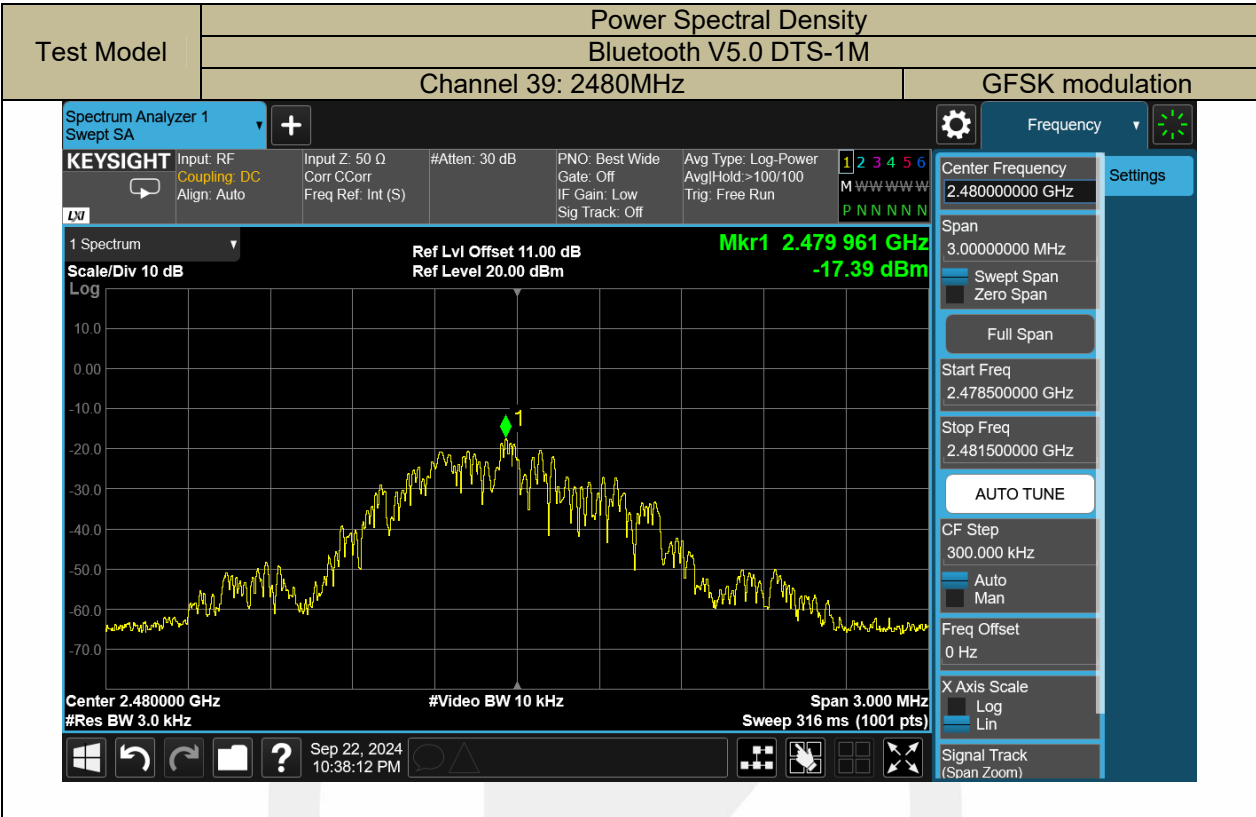 Test Model
Power Spectral Density
Bluetooth V5.0 DTS-1M
Channel 39: 2480MHz
GFSK modulation
Spectrum Analyzer 1
Swept SA
Frequency
KEYSIGHT
LXI
Input: RF
Coupling: DC
Align: Auto
Input Z: 50 Ω
Corr CCorr
Freq Ref: Int (S)
#Atten: 30 dB
PNO: Best Wide
Gate: Off
IF Gain: Low
Sig Track: Off
Avg Type: Log-Power
Avg|Hold:>100/100
Trig: Free Run
1 2 3 4 5 6
M W W W W W
P N N N N N
1 Spectrum
Scale/Div 10 dB
Log
Ref Lvl Offset 11.00 dB
Ref Level 20.00 dBm
Mkr1 2.479 961 GHz
-17.39 dBm
10.0
0.00
-10.0
-20.0
-30.0
-40.0
-50.0
-60.0
-70.0
1
Center 2.480000 GHz
#Res BW 3.0 kHz
#Video BW 10 kHz
Span 3.000 MHz
Sweep 316 ms (1001 pts)
Sep 22, 2024
10:38:12 PM
Center Frequency
2.480000000 GHz
Settings
Span
3.00000000 MHz
Swept Span
Zero Span
Full Span
Start Freq
2.478500000 GHz
Stop Freq
2.481500000 GHz
AUTO TUNE
CF Step
300.000 kHz
Auto
Man
Freq Offset
0 Hz
X Axis Scale
Log
Lin
Signal Track
(Span Zoom)